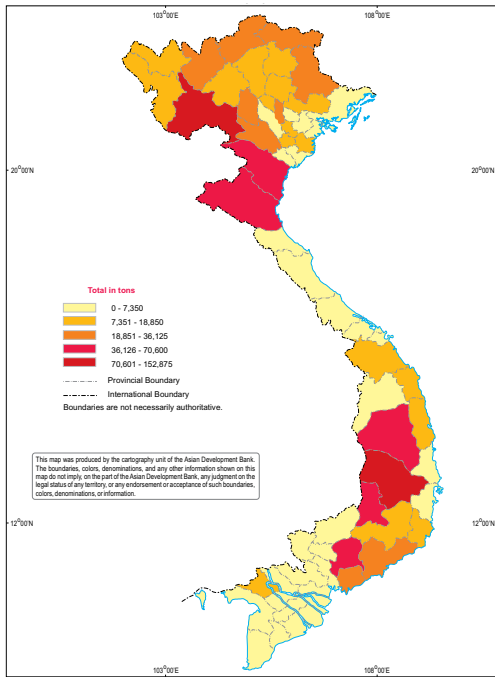 103°00'E 108°00'E
20°00'N
Total in tons
0 - 7,350
7,351 - 18,850
18,851 - 36,125
36,126 - 70,600
70,601 - 152,875
Provincial Boundary
International Boundary
Boundaries are not necessarily authoritative.
This map was produced by the cartography unit of the Asian Development Bank.
The boundaries, colors, denominations, and any other information shown on this
map do not imply, on the part of the Asian Development Bank, any judgment on the
legal status of any territory, or any endorsement or acceptance of such boundaries,
colors, denominations, or information.
12°00'N 12°00'N
103°00'E 108°00'E